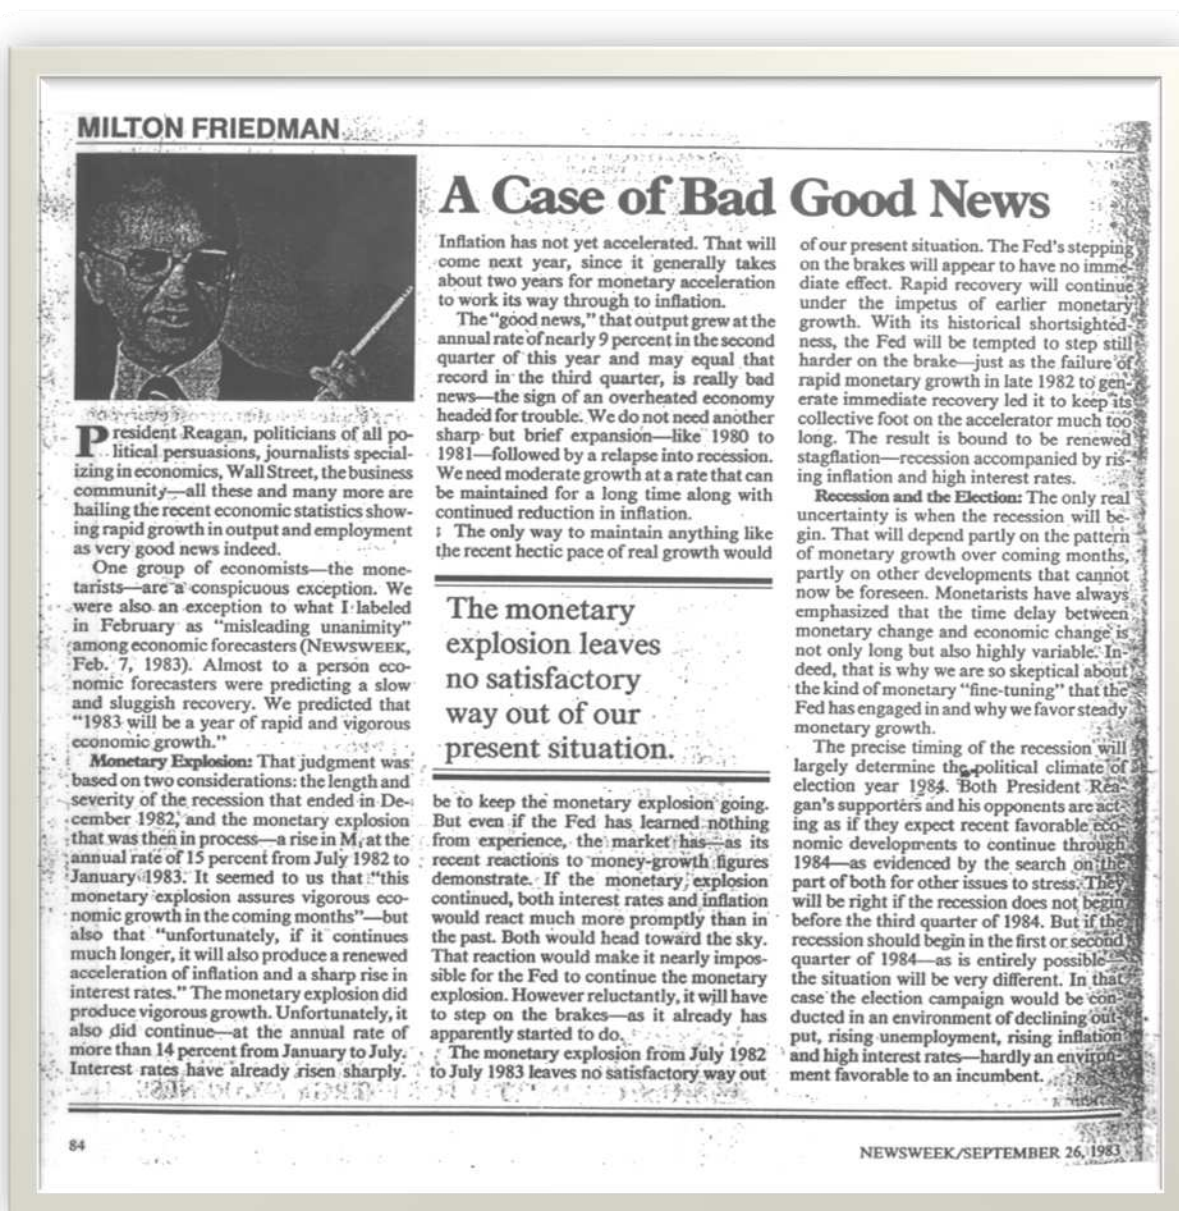 MILTON FRIEDMAN
A Case of Bad Good News
President Reagan, politicians of all po-
litical persuasions, journalists special-
izing in economics, Wall Street, the business
community—all these and many more are
hailing the recent economic statistics show-
ing rapid growth in output and employment
as very good news indeed.
One group of economists—the mone-
tarists—are a conspicuous exception. We
were also an exception to what I labeled
in February as “misleading unanimity”
among economic forecasters (NEWSWEEK,
Feb. 7, 1983). Almost to a person eco-
nomic forecasters were predicting a slow
and sluggish recovery. We predicted that
“1983 will be a year of rapid and vigorous
economic growth.”
Monetary Explosion: That judgment was
based on two considerations: the length and
severity of the recession that ended in De-
cember 1982, and the monetary explosion
that was then in process—a rise in M₁ at the
annual rate of 15 percent from July 1982 to
January 1983. It seemed to us that “this
monetary explosion assures vigorous eco-
nomic growth in the coming months”—but
also that “unfortunately, if it continues
much longer, it will also produce a renewed
acceleration of inflation and a sharp rise in
interest rates.” The monetary explosion did
produce vigorous growth. Unfortunately, it
also did continue—at the annual rate of
more than 14 percent from January to July.
Interest rates have already risen sharply.
Inflation has not yet accelerated. That will
come next year, since it generally takes
about two years for monetary acceleration
to work its way through to inflation.
The “good news,” that output grew at the
annual rate of nearly 9 percent in the second
quarter of this year and may equal that
record in the third quarter, is really bad
news—the sign of an overheated economy
headed for trouble. We do not need another
sharp but brief expansion—like 1980 to
1981—followed by a relapse into recession.
We need moderate growth at a rate that can
be maintained for a long time along with
continued reduction in inflation.
The only way to maintain anything like
the recent hectic pace of real growth would
The monetary
explosion leaves
no satisfactory
way out of our
present situation.
be to keep the monetary explosion going.
But even if the Fed has learned nothing
from experience, the market has—as its
recent reactions to money-growth figures
demonstrate. If the monetary explosion
continued, both interest rates and inflation
would react much more promptly than in
the past. Both would head toward the sky.
That reaction would make it nearly impos-
sible for the Fed to continue the monetary
explosion. However reluctantly, it will have
to step on the brakes—as it already has
apparently started to do.
The monetary explosion from July 1982
to July 1983 leaves no satisfactory way out
of our present situation. The Fed's stepping
on the brakes will appear to have no imme-
diate effect. Rapid recovery will continue
under the impetus of earlier monetary
growth. With its historical shortsighted-
ness, the Fed will be tempted to step still
harder on the brake—just as the failure of
rapid monetary growth in late 1982 to gen-
erate immediate recovery led it to keep its
collective foot on the accelerator much too
long. The result is bound to be renewed
stagflation—recession accompanied by ris-
ing inflation and high interest rates.
Recession and the Election: The only real
uncertainty is when the recession will be-
gin. That will depend partly on the pattern
of monetary growth over coming months,
partly on other developments that cannot
now be foreseen. Monetarists have always
emphasized that the time delay between
monetary change and economic change is
not only long but also highly variable. In-
deed, that is why we are so skeptical about
the kind of monetary “fine-tuning” that the
Fed has engaged in and why we favor steady
monetary growth.
The precise timing of the recession will
largely determine the political climate of
election year 1984. Both President Rea-
gan's supporters and his opponents are act-
ing as if they expect recent favorable eco-
nomic developments to continue through
1984—as evidenced by the search on the
part of both for other issues to stress. They
will be right if the recession does not begin
before the third quarter of 1984. But if the
recession should begin in the first or second
quarter of 1984—as is entirely possible—
the situation will be very different. In that
case the election campaign would be con-
ducted in an environment of declining out-
put, rising unemployment, rising inflation
and high interest rates—hardly an environ-
ment favorable to an incumbent.
84
NEWSWEEK/SEPTEMBER 26, 1983